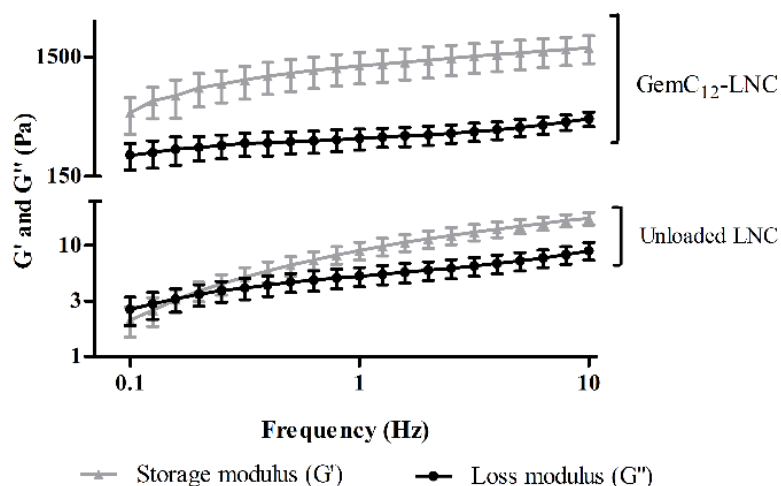 1500
150
10
3
1
G' and G'' (Pa)
GemC₁₂-LNC
Unloaded LNC
0.1 1 10
Frequency (Hz)
Storage modulus (G') Loss modulus (G'')